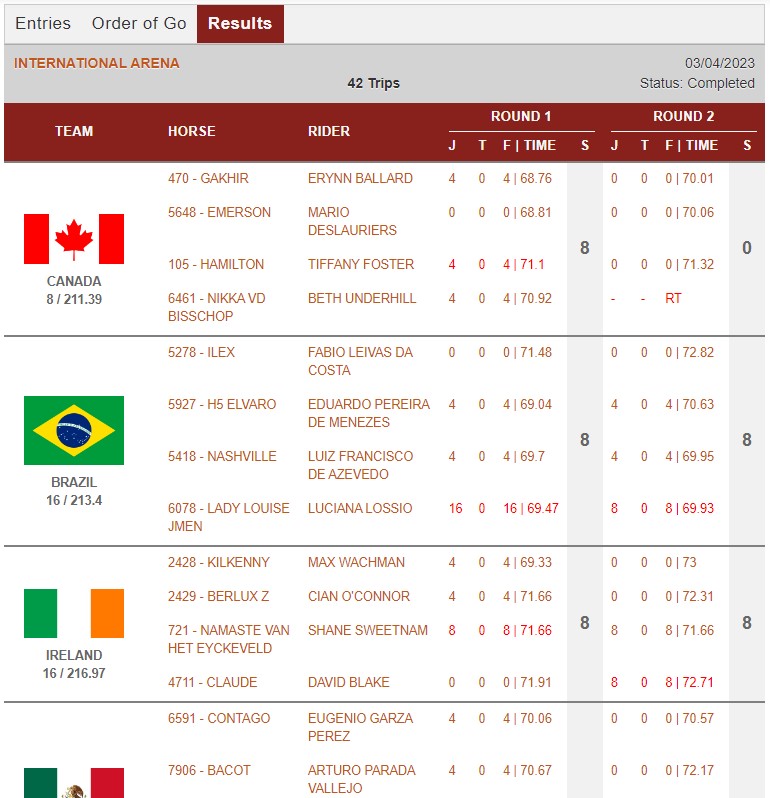 Entries Order of Go Results
INTERNATIONAL ARENA 03/04/2023
42 Trips Status: Completed
ROUND 1 ROUND 2
TEAM HORSE RIDER
J T F | TIME S J T F | TIME S
470 - GAKHIR ERYNN BALLARD 4 0 4 | 68.76 0 0 0 | 70.01
5648 - EMERSON MARIO 0 0 0 | 68.81 0 0 0 | 70.06
DESLAURIERS
8 0
105 - HAMILTON TIFFANY FOSTER 4 0 4 | 71.1 0 0 0 | 71.32
CANADA
8 / 211.39
6461 - NIKKA VD BETH UNDERHILL 4 0 4 | 70.92 - - RT
BISSCHOP
5278 - ILEX FABIO LEIVAS DA 0 0 0 | 71.48 0 0 0 | 72.82
COSTA
5927 - H5 ELVARO EDUARDO PEREIRA 4 0 4 | 69.04 4 0 4 | 70.63
DE MENEZES
8 8
5418 - NASHVILLE LUIZ FRANCISCO 4 0 4 | 69.7 4 0 4 | 69.95
DE AZEVEDO
BRAZIL
16 / 213.4
6078 - LADY LOUISE LUCIANA LOSSIO 16 0 16 | 69.47 8 0 8 | 69.93
JMEN
2428 - KILKENNY MAX WACHMAN 4 0 4 | 69.33 0 0 0 | 73
2429 - BERLUX Z CIAN O'CONNOR 4 0 4 | 71.66 0 0 0 | 72.31
8 8
721 - NAMASTE VAN SHANE SWEETNAM 8 0 8 | 71.66 8 0 8 | 71.66
HET EYCKEVELD
IRELAND
16 / 216.97
4711 - CLAUDE DAVID BLAKE 0 0 0 | 71.91 8 0 8 | 72.71
6591 - CONTAGO EUGENIO GARZA 4 0 4 | 70.06 0 0 0 | 70.57
PEREZ
7906 - BACOT ARTURO PARADA 4 0 4 | 70.67 0 0 0 | 72.17
VALLEJO